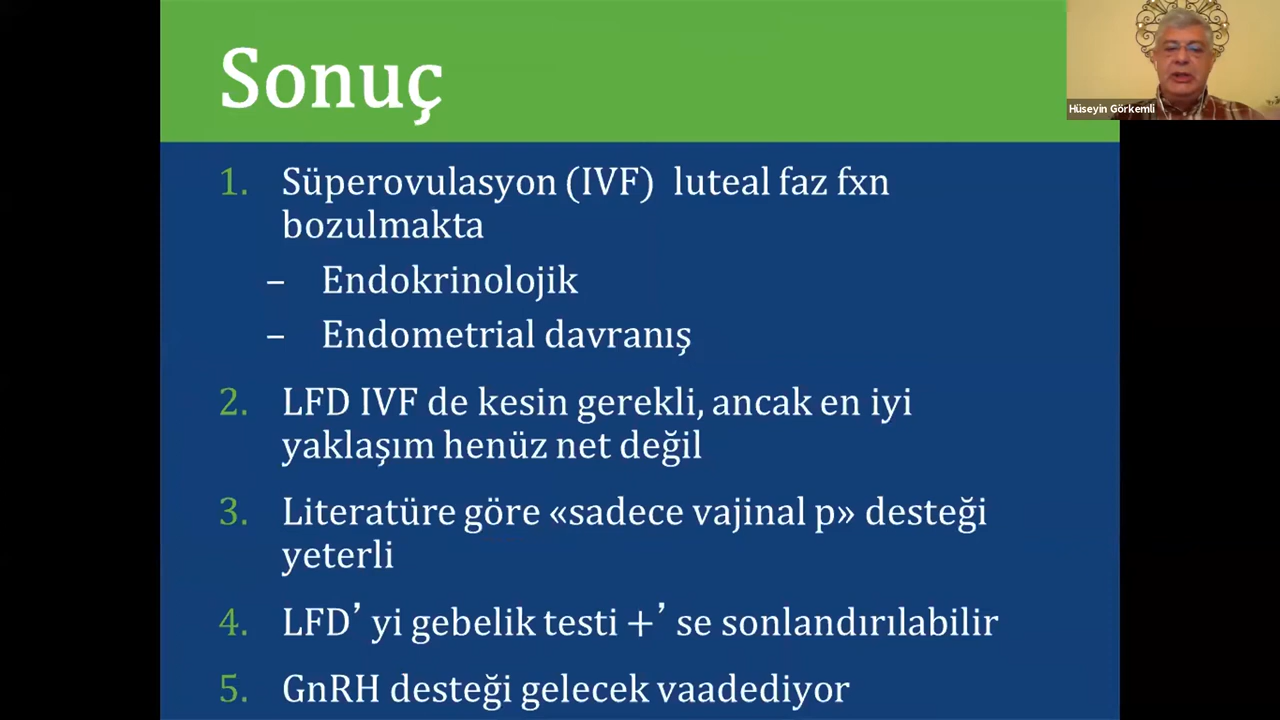 Sonuç
Hüseyin Görkemli
1. Süperovulasyon (IVF) luteal faz fxn
bozulmakta
– Endokrinolojik
– Endometrial davranış
2. LFD IVF de kesin gerekli, ancak en iyi
yaklaşım henüz net değil
3. Literatüre göre «sadece vajinal p» desteği
yeterli
4. LFD’ yi gebelik testi +’ se sonlandırılabilir
5. GnRH desteği gelecek vaadediyor